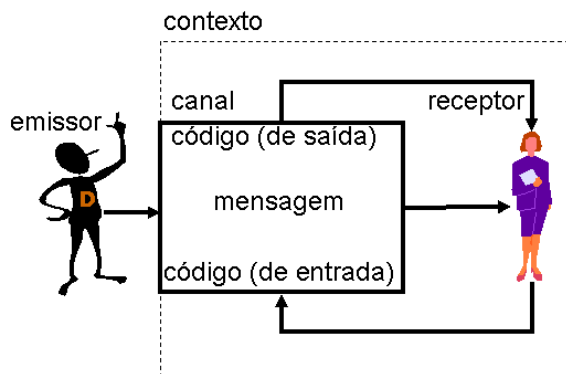 contexto
canal
receptor
emissor
código (de saída)
D
mensagem
código (de entrada)